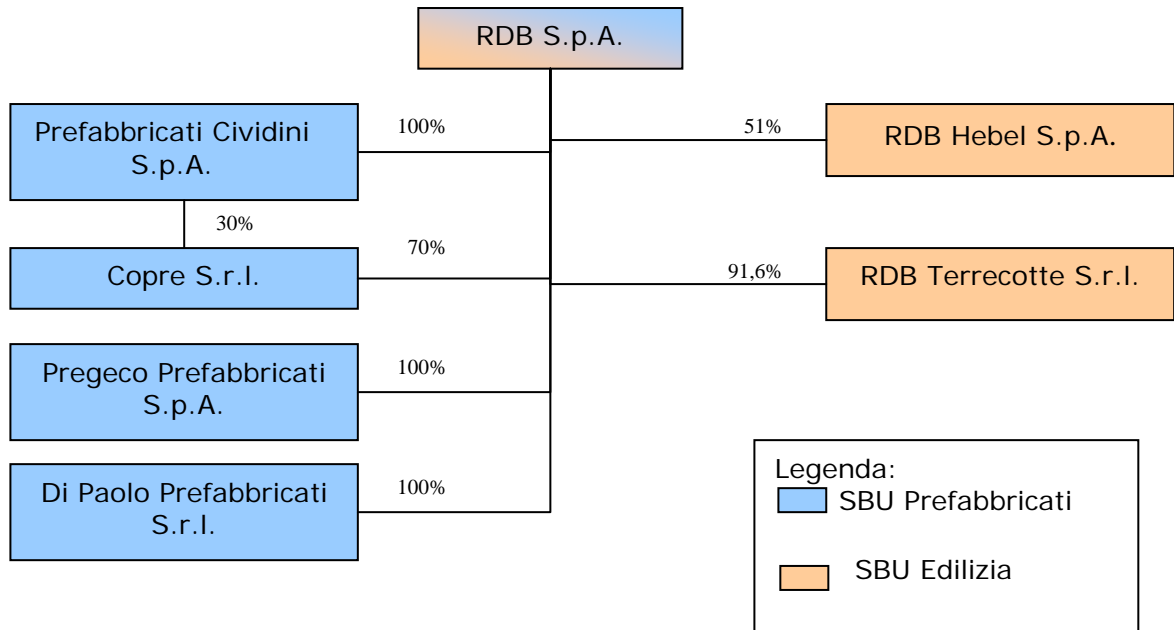 RDB S.p.A.
Prefabbricati Cividini
S.p.A.
100%
51%
RDB Hebel S.p.A.
30%
70%
Copre S.r.l.
91,6%
RDB Terrecotte S.r.l.
Pregeco Prefabbricati
S.p.A.
100%
Di Paolo Prefabbricati
S.r.l.
100%
Legenda:
SBU Prefabbricati
SBU Edilizia